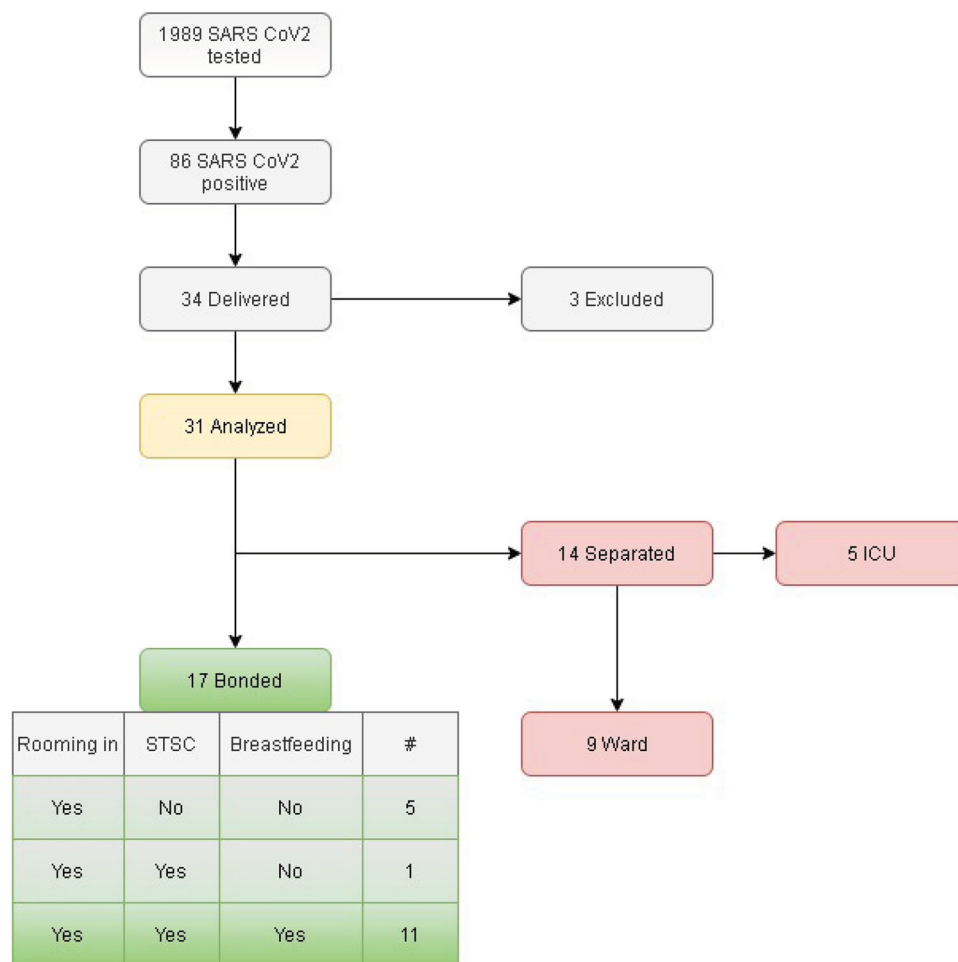 1989 SARS CoV2
tested
86 SARS CoV2
positive
34 Delivered
3 Excluded
31 Analyzed
14 Separated
5 ICU
17 Bonded
9 Ward
Rooming in STSC Breastfeeding #
Yes No No 5
Yes Yes No 1
Yes Yes Yes 11